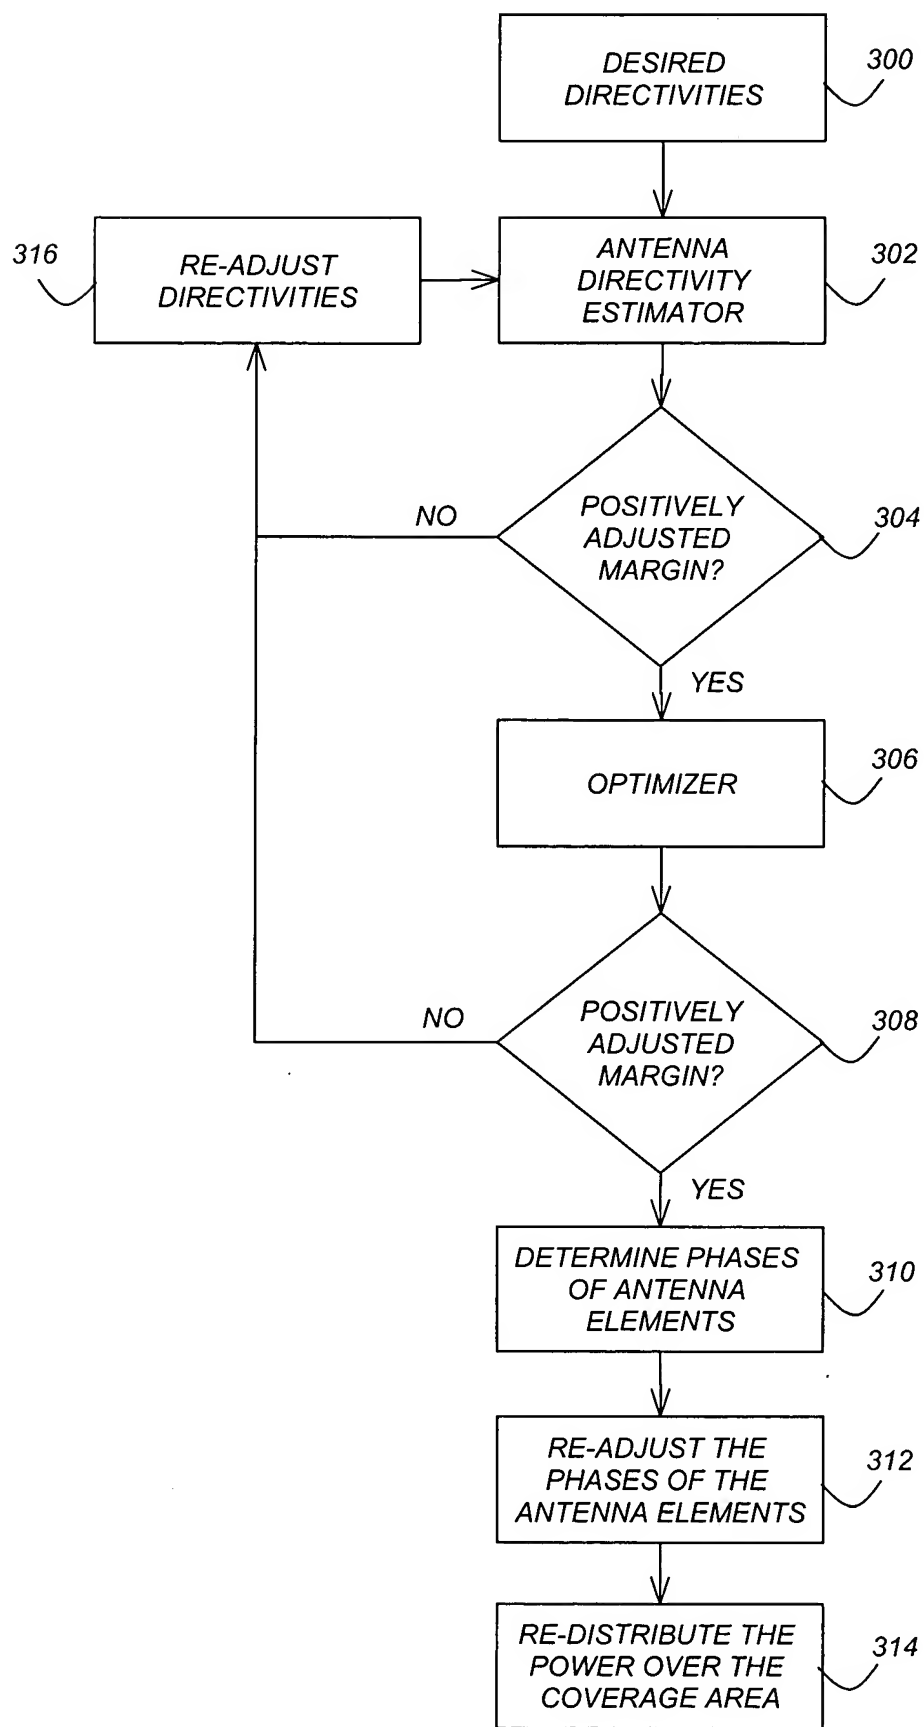 DESIRED
DIRECTIVITIES
300
316
RE-ADJUST
DIRECTIVITIES
ANTENNA
DIRECTIVITY
ESTIMATOR
302
NO
POSITIVELY
ADJUSTED
MARGIN?
304
YES
OPTIMIZER
306
NO
POSITIVELY
ADJUSTED
MARGIN?
308
YES
DETERMINE PHASES
OF ANTENNA
ELEMENTS
310
RE-ADJUST THE
PHASES OF THE
ANTENNA ELEMENTS
312
RE-DISTRIBUTE THE
POWER OVER THE
COVERAGE AREA
314